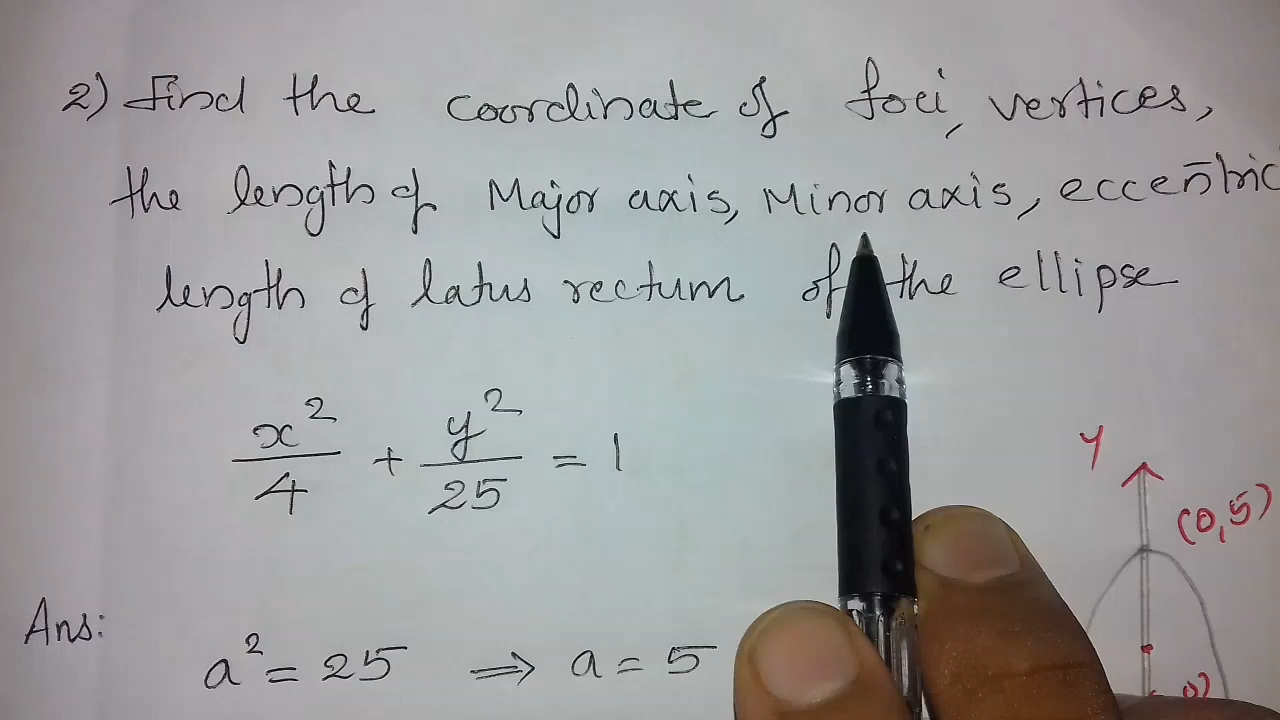 2) Find the coordinate of foci, vertices,
the length of Major axis, Minor axis, eccentric
length of latus rectum of the ellipse
x²/4 + y²/25 = 1
Y
(0,5)
Ans:
a² = 25 ⇒ a = 5